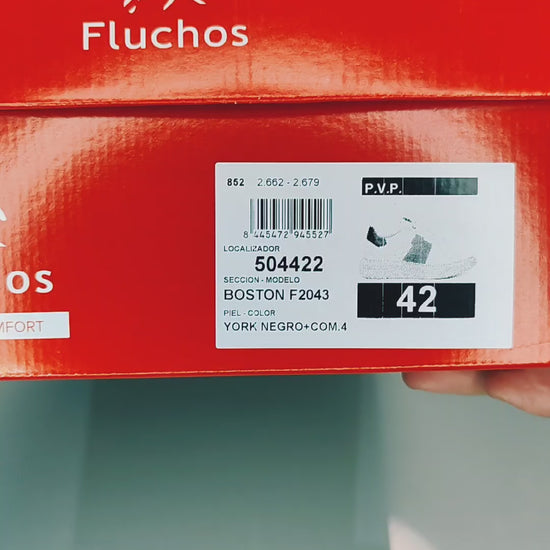 Fluchos
852 2.662 - 2.679
P.V.P.
8 445472 945527
LOCALIZADOR
504422
SECCION - MODELO
BOSTON F2043
42
PIEL - COLOR
YORK NEGRO+COM.4
OS
MFORT